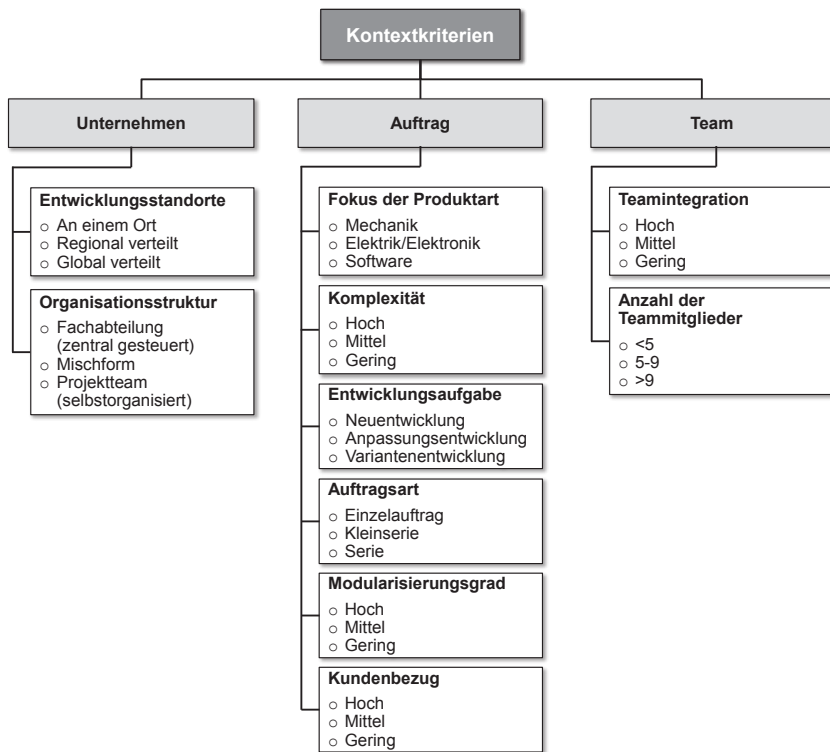 Kontextkriterien
Unternehmen
Entwicklungsstandorte
○ An einem Ort
○ Regional verteilt
○ Global verteilt
Organisationsstruktur
○ Fachabteilung
(zentral gesteuert)
○ Mischform
○ Projektteam
(selbstorganisiert)
Auftrag
Fokus der Produktart
○ Mechanik
○ Elektrik/Elektronik
○ Software
Komplexität
○ Hoch
○ Mittel
○ Gering
Entwicklungsaufgabe
○ Neuentwicklung
○ Anpassungsentwicklung
○ Variantenentwicklung
Auftragsart
○ Einzelauftrag
○ Kleinserie
○ Serie
Modularisierungsgrad
○ Hoch
○ Mittel
○ Gering
Kundenbezug
○ Hoch
○ Mittel
○ Gering
Team
Teamintegration
○ Hoch
○ Mittel
○ Gering
Anzahl der
Teammitglieder
○ <5
○ 5-9
○ >9